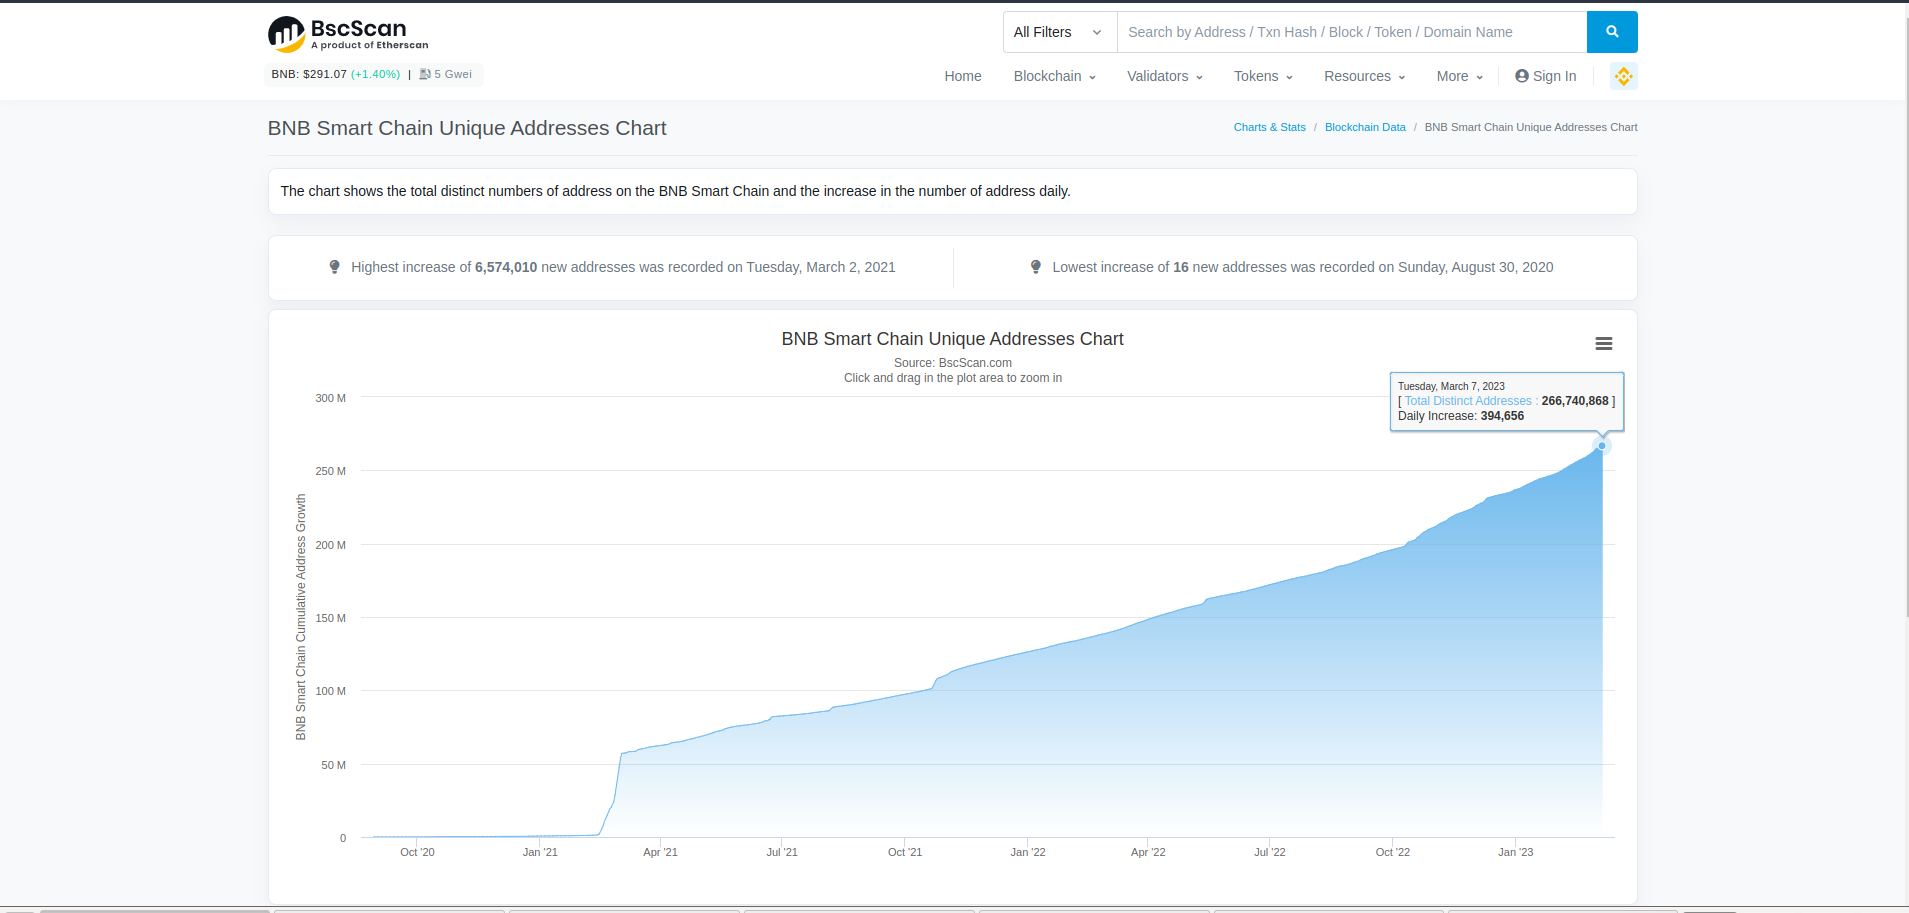 BscScan
A product of Etherscan
All Filters
Search by Address / Txn Hash / Block / Token / Domain Name
BNB: $291.07 (+1.40%) | 5 Gwei
Home Blockchain Validators Tokens Resources More Sign In
BNB Smart Chain Unique Addresses Chart
Charts & Stats / Blockchain Data / BNB Smart Chain Unique Addresses Chart
The chart shows the total distinct numbers of address on the BNB Smart Chain and the increase in the number of address daily.
Highest increase of 6,574,010 new addresses was recorded on Tuesday, March 2, 2021
Lowest increase of 16 new addresses was recorded on Sunday, August 30, 2020
BNB Smart Chain Unique Addresses Chart
Source: BscScan.com
Click and drag in the plot area to zoom in
Tuesday, March 7, 2023
[ Total Distinct Addresses : 266,740,868 ]
Daily Increase: 394,656
BNB Smart Chain Cumulative Address Growth
300 M
250 M
200 M
150 M
100 M
50 M
0
Oct '20 Jan '21 Apr '21 Jul '21 Oct '21 Jan '22 Apr '22 Jul '22 Oct '22 Jan '23